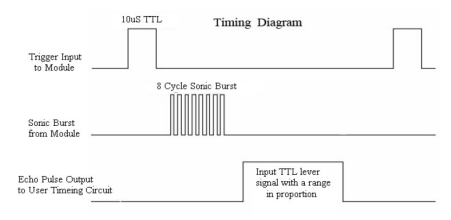 10uS TTL
Timing Diagram
Trigger Input
to Module
8 Cycle Sonic Burst
Sonic Burst
from Module
Echo Pulse Output
to User Timeing Circuit
Input TTL lever
signal with a range
in proportion